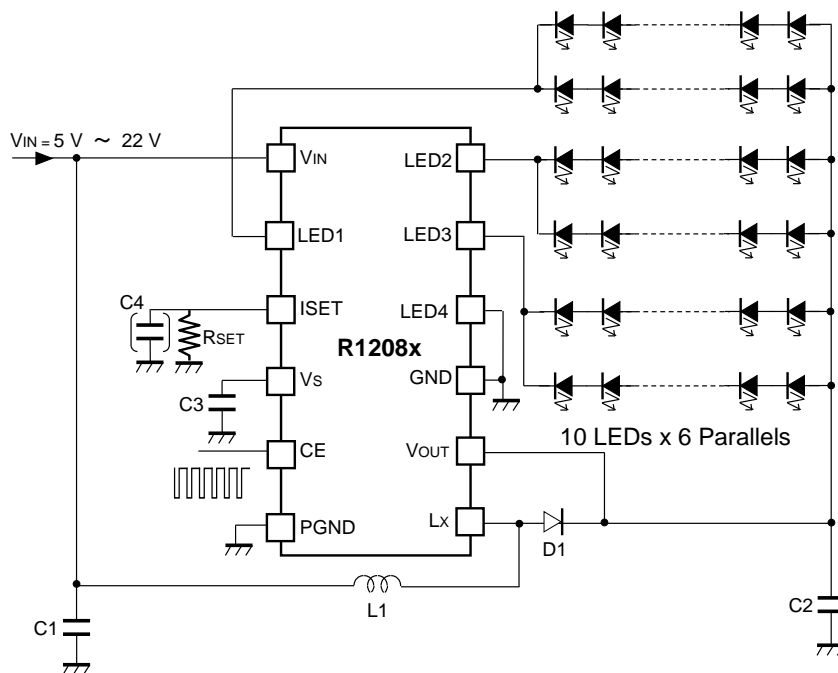 VIN = 5 V ～ 22 V
VIN
LED2
LED1
LED3
C4
ISET
RSET
LED4
R1208x
VS
GND
C3
10 LEDs x 6 Parallels
CE
VOUT
PGND
LX
D1
L1
C1
C2